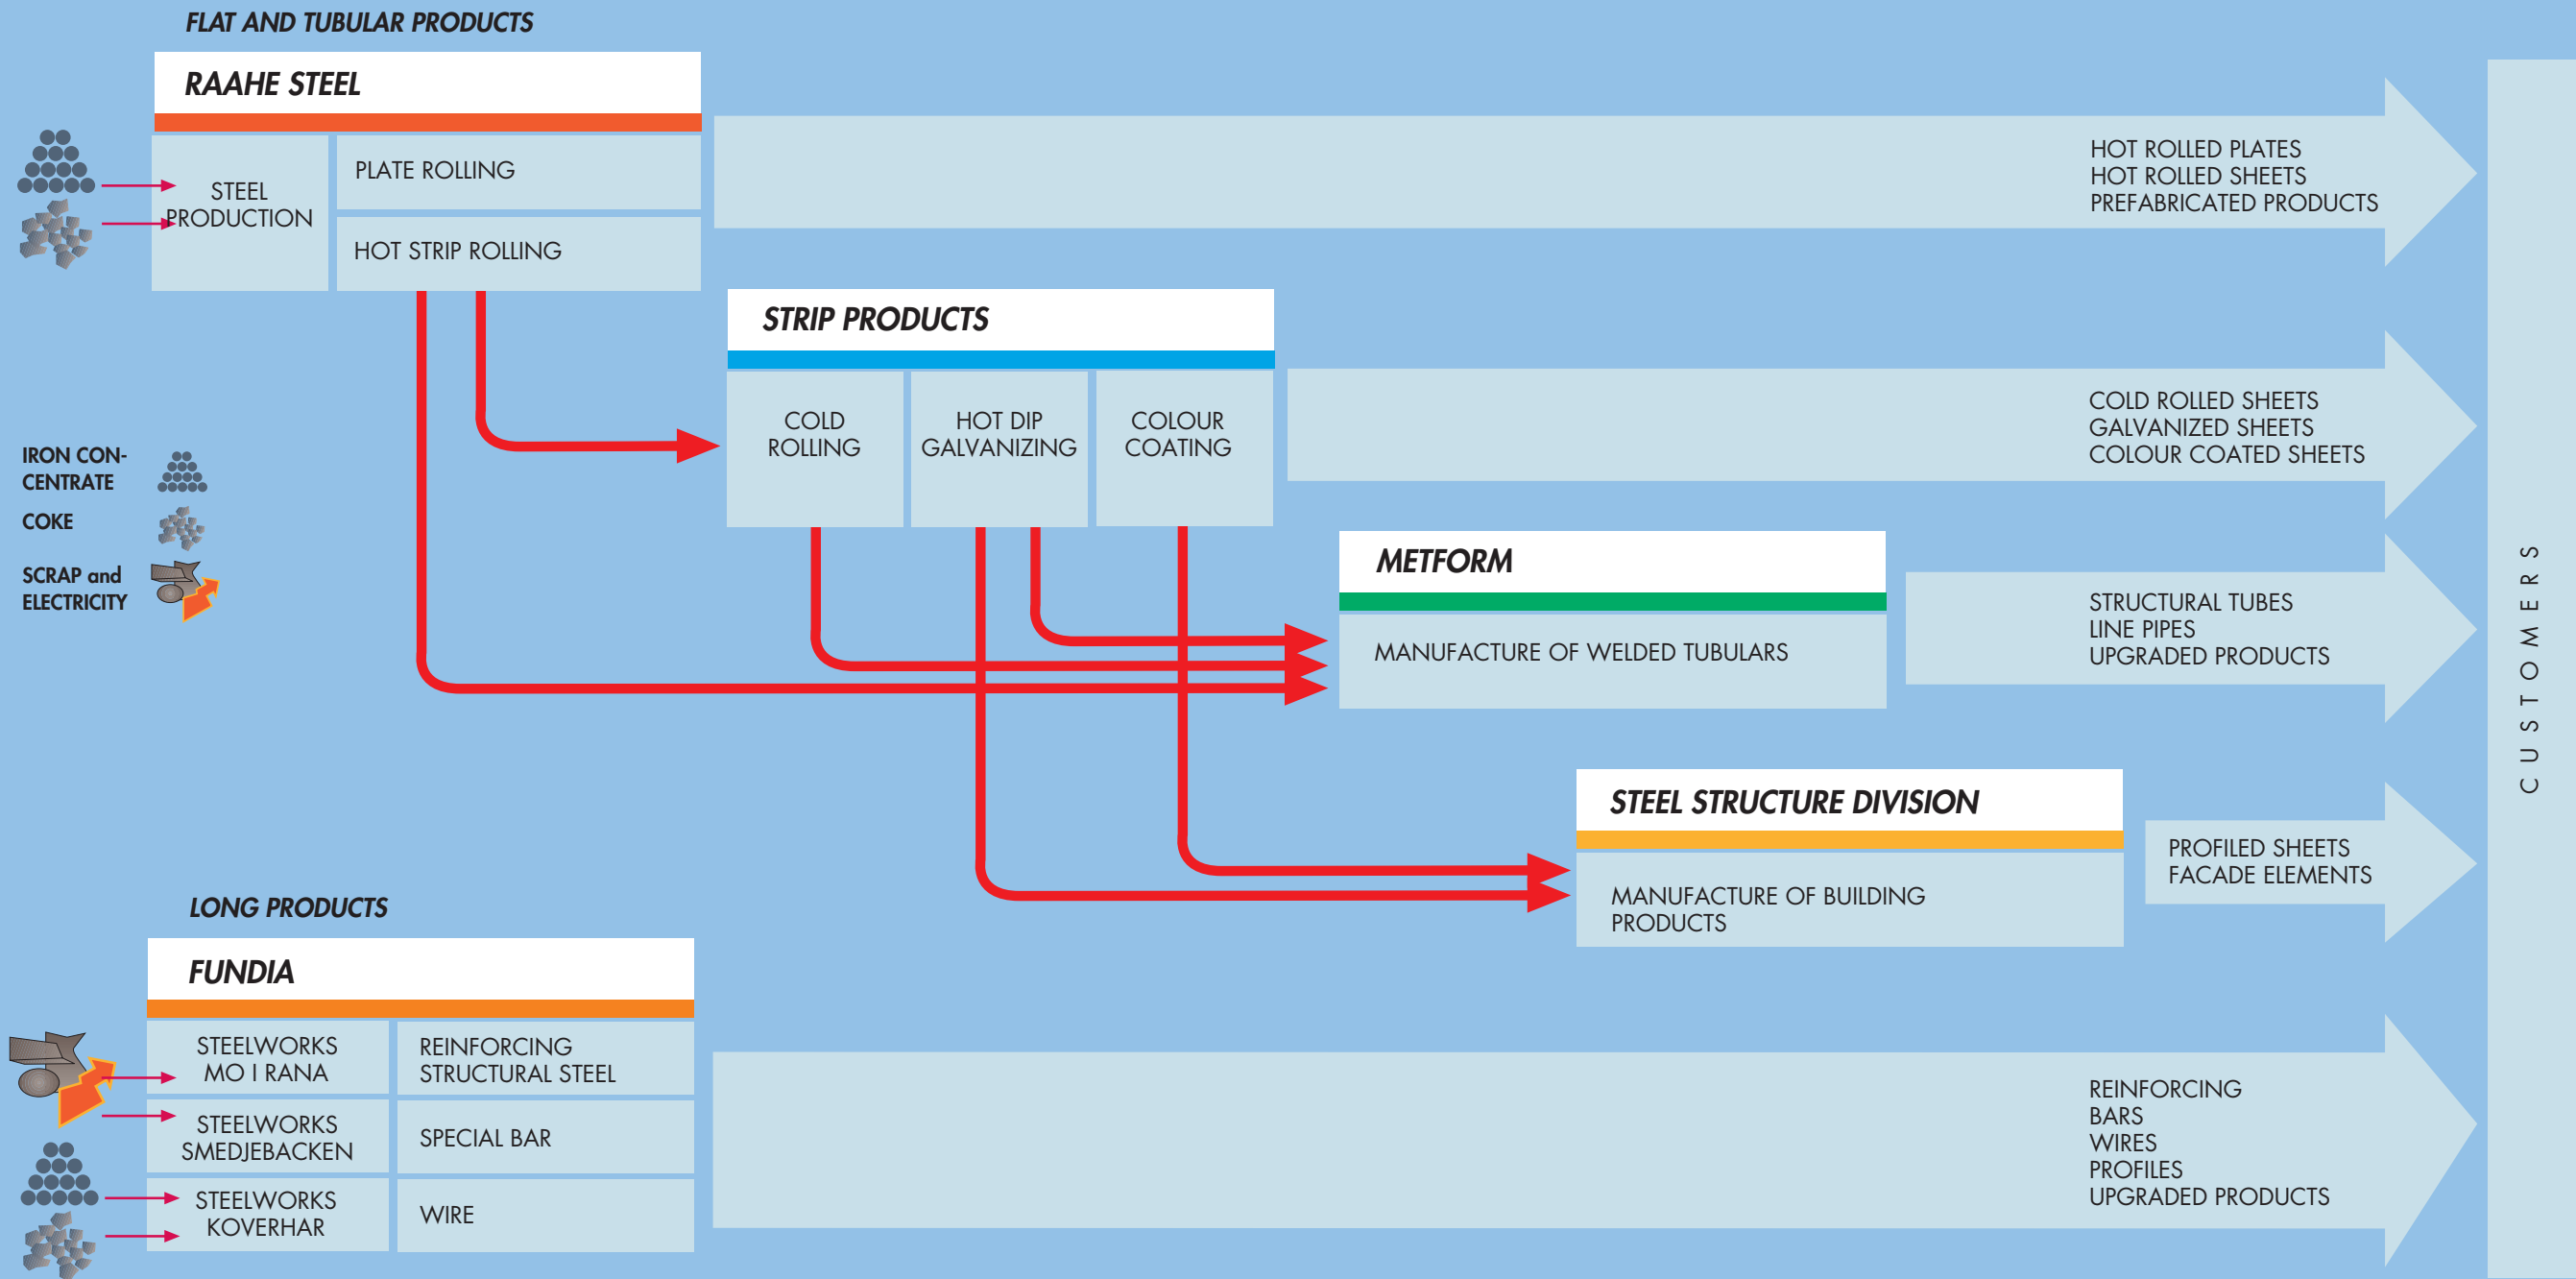 FLAT AND TUBULAR PRODUCTS
RAAHE STEEL
STEEL
PRODUCTION
PLATE ROLLING
HOT STRIP ROLLING
HOT ROLLED PLATES
HOT ROLLED SHEETS
PREFABRICATED PRODUCTS
STRIP PRODUCTS
COLD
ROLLING
HOT DIP
GALVANIZING
COLOUR
COATING
COLD ROLLED SHEETS
GALVANIZED SHEETS
COLOUR COATED SHEETS
IRON CON-
CENTRATE
COKE
SCRAP and
ELECTRICITY
METFORM
MANUFACTURE OF WELDED TUBULARS
STRUCTURAL TUBES
LINE PIPES
UPGRADED PRODUCTS
STEEL STRUCTURE DIVISION
MANUFACTURE OF BUILDING
PRODUCTS
PROFILED SHEETS
FACADE ELEMENTS
CUSTOMERS
LONG PRODUCTS
FUNDIA
STEELWORKS
MO I RANA
REINFORCING
STRUCTURAL STEEL
STEELWORKS
SMEDJEBACKEN
SPECIAL BAR
STEELWORKS
KOVERHAR
WIRE
REINFORCING
BARS
WIRES
PROFILES
UPGRADED PRODUCTS